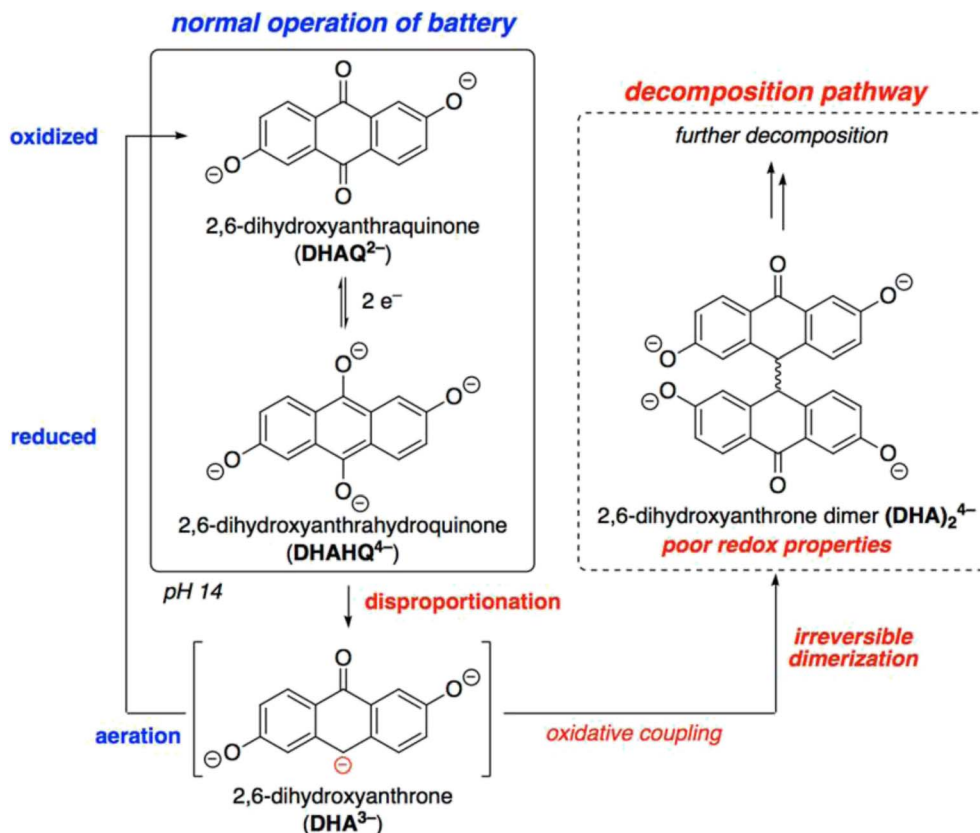 normal operation of battery
oxidized
O
O
⊖
⊖
O
O
2,6-dihydroxyanthraquinone
(DHAQ²⁻)
2 e⁻
reduced
O
⊖
O
⊖
⊖
O
O
⊖
2,6-dihydroxyanthrahydroquinone
(DHAHQ⁴⁻)
pH 14
disproportionation
O
O
⊖
⊖
O
⊖
aeration
2,6-dihydroxyanthrone
(DHA³⁻)
oxidative coupling
irreversible
dimerization
decomposition pathway
further decomposition
O
O
⊖
⊖
O
⊖
O
O
⊖
O
2,6-dihydroxyanthrone dimer (DHA)₂⁴⁻
poor redox properties